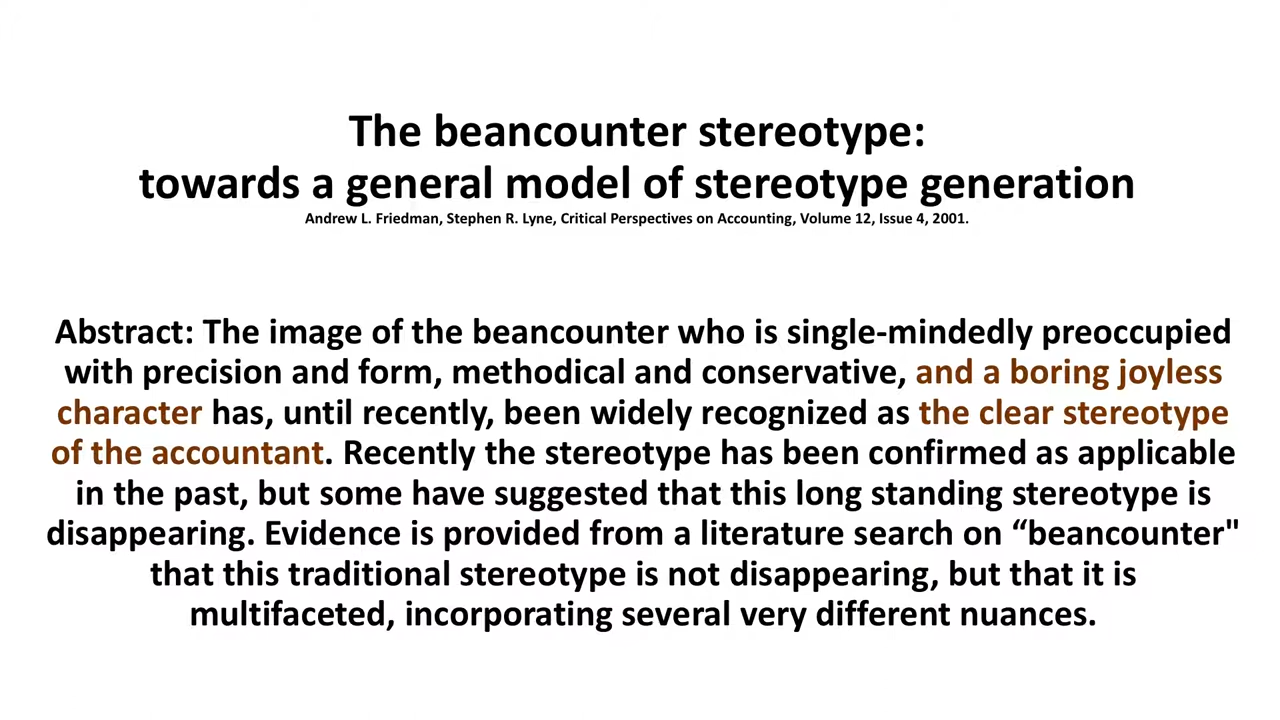 The beancounter stereotype:
towards a general model of stereotype generation
Andrew L. Friedman, Stephen R. Lyne, Critical Perspectives on Accounting, Volume 12, Issue 4, 2001.
Abstract: The image of the beancounter who is single-mindedly preoccupied
with precision and form, methodical and conservative, and a boring joyless
character has, until recently, been widely recognized as the clear stereotype
of the accountant. Recently the stereotype has been confirmed as applicable
in the past, but some have suggested that this long standing stereotype is
disappearing. Evidence is provided from a literature search on “beancounter"
that this traditional stereotype is not disappearing, but that it is
multifaceted, incorporating several very different nuances.